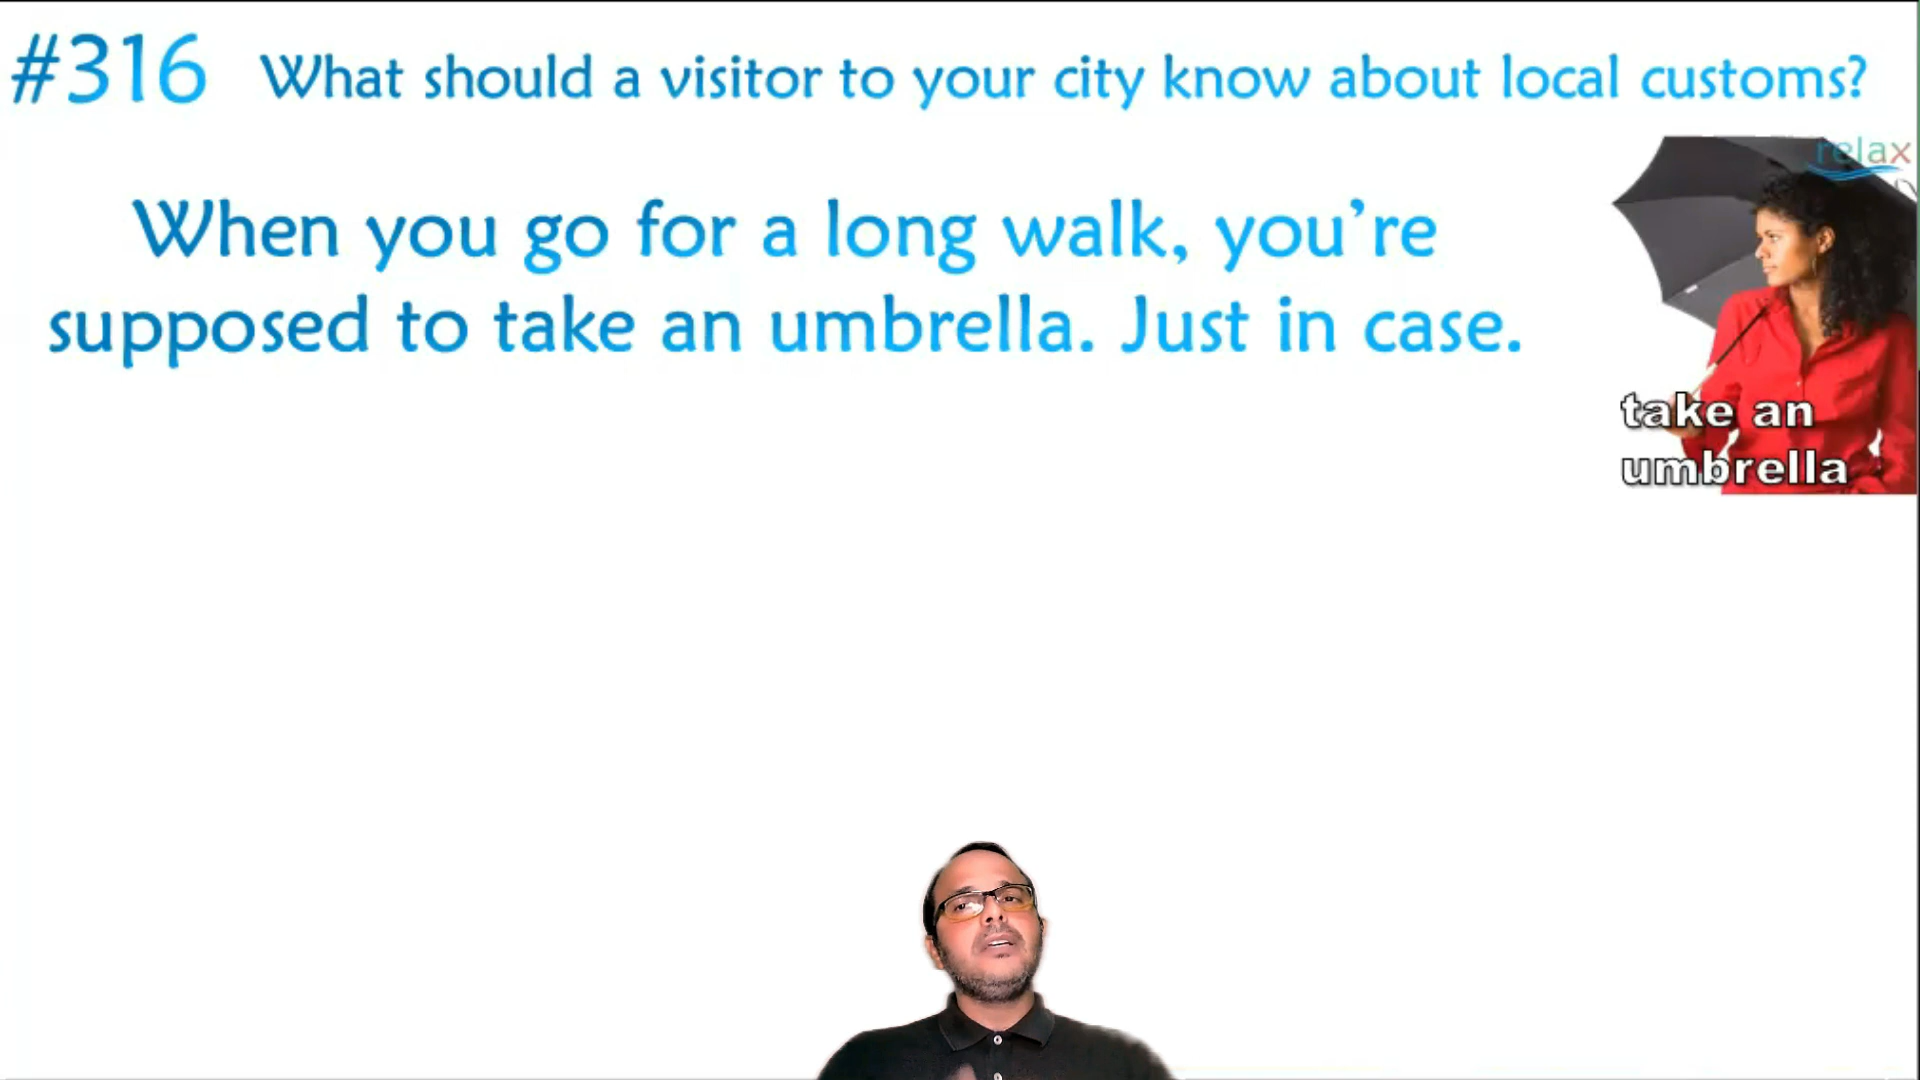 #316 What should a visitor to your city know about local customs?
relax
When you go for a long walk, you're
supposed to take an umbrella. Just in case.
take an
umbrella